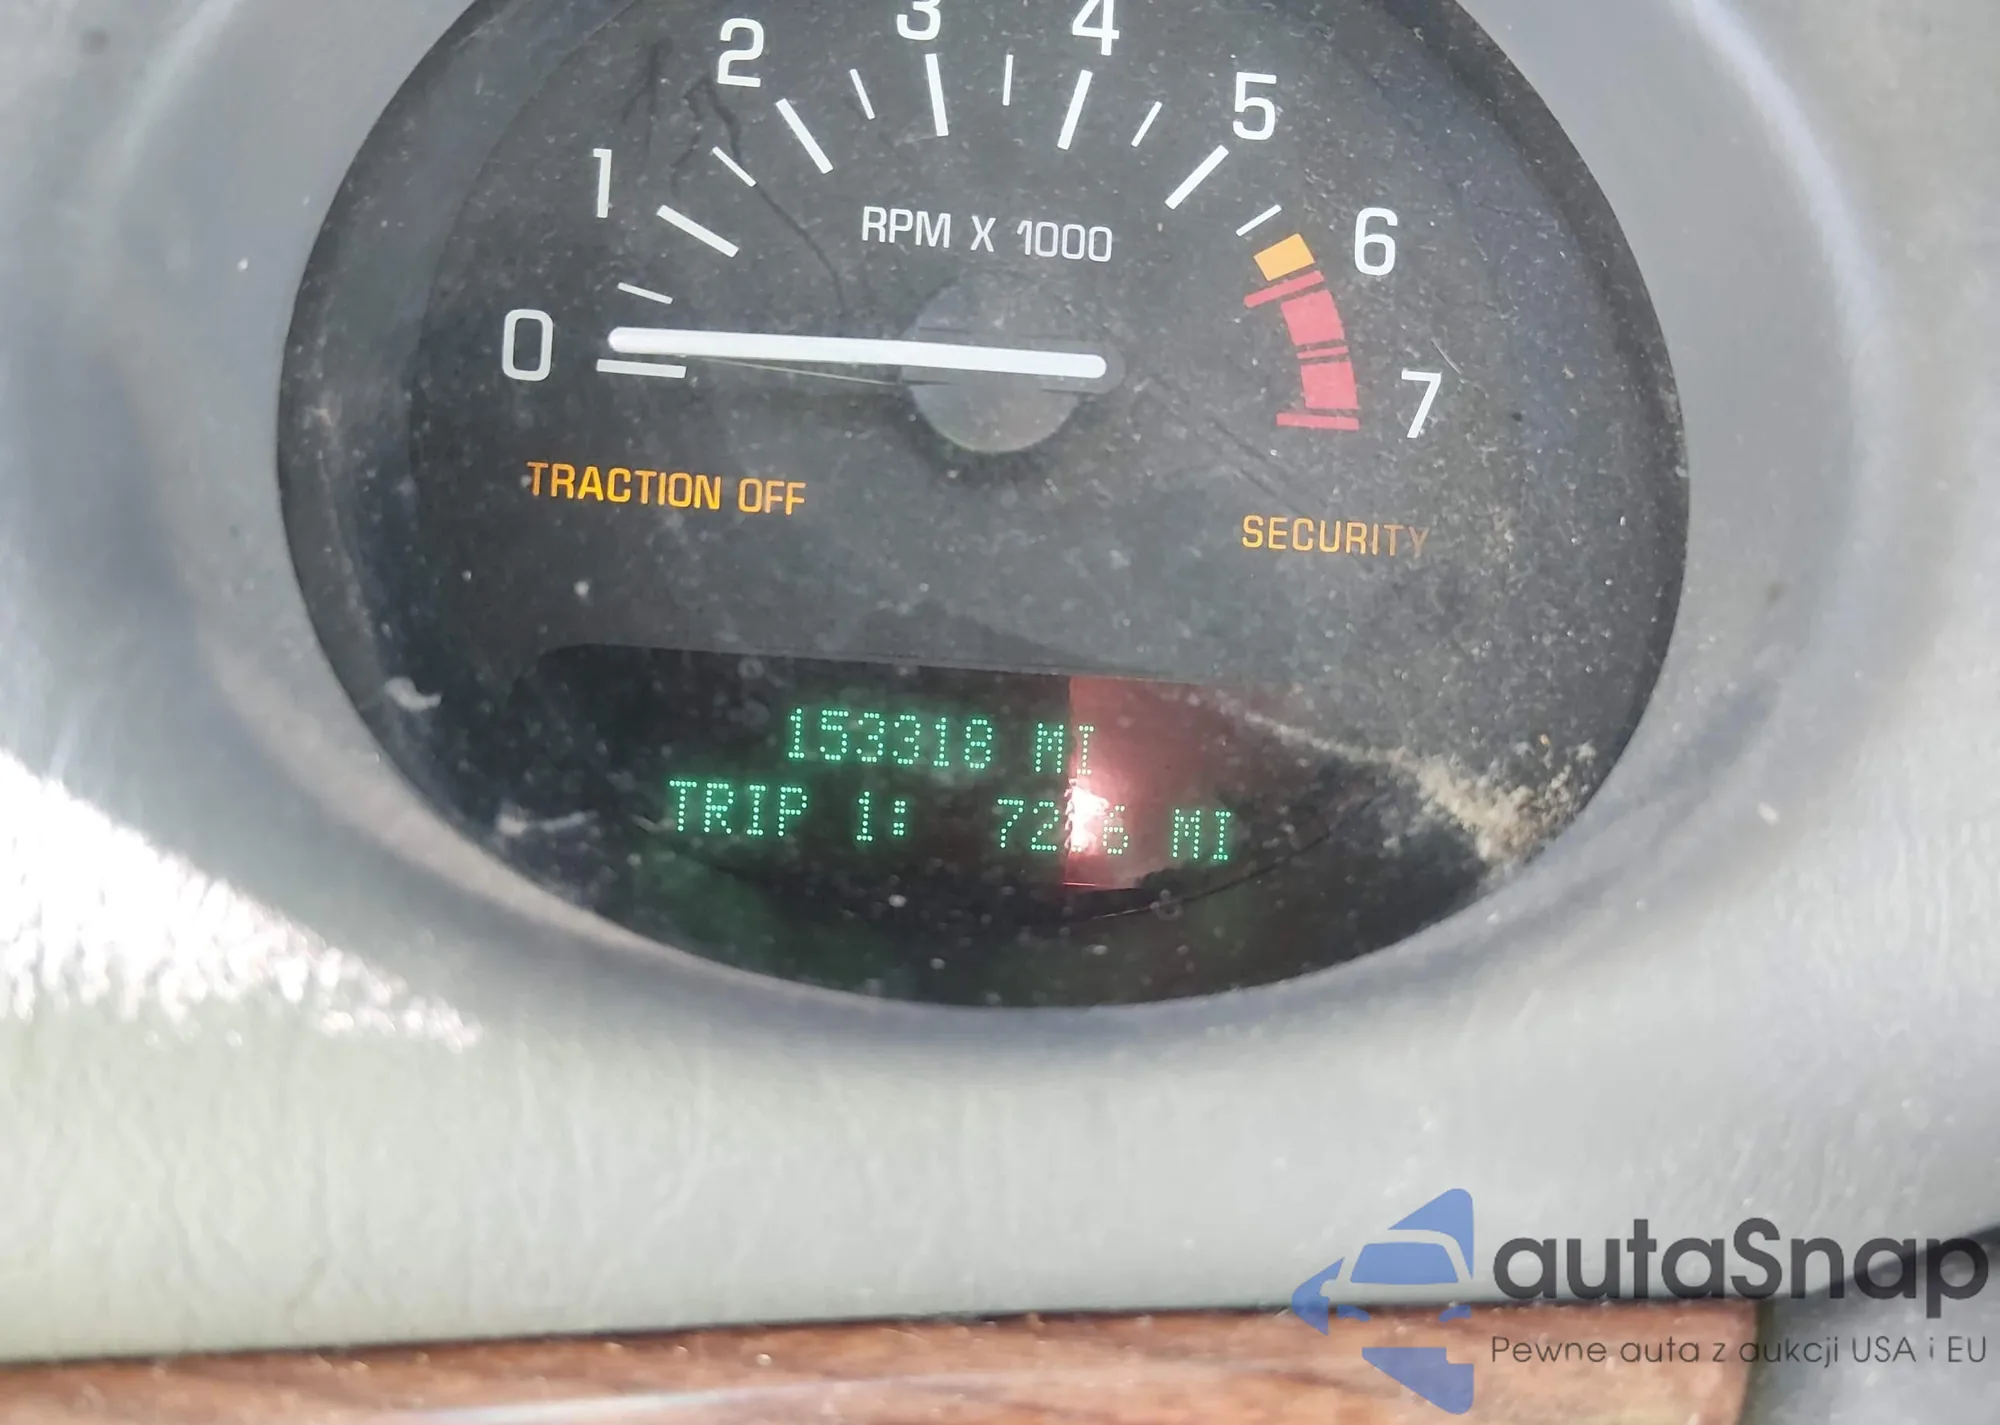 0 1 2 3 4 5 6 7
RPM X 1000
TRACTION OFF
SECURITY
153318 MI
TRIP 1: MI
autaSnap
Pewne auta z aukcji USA i EU